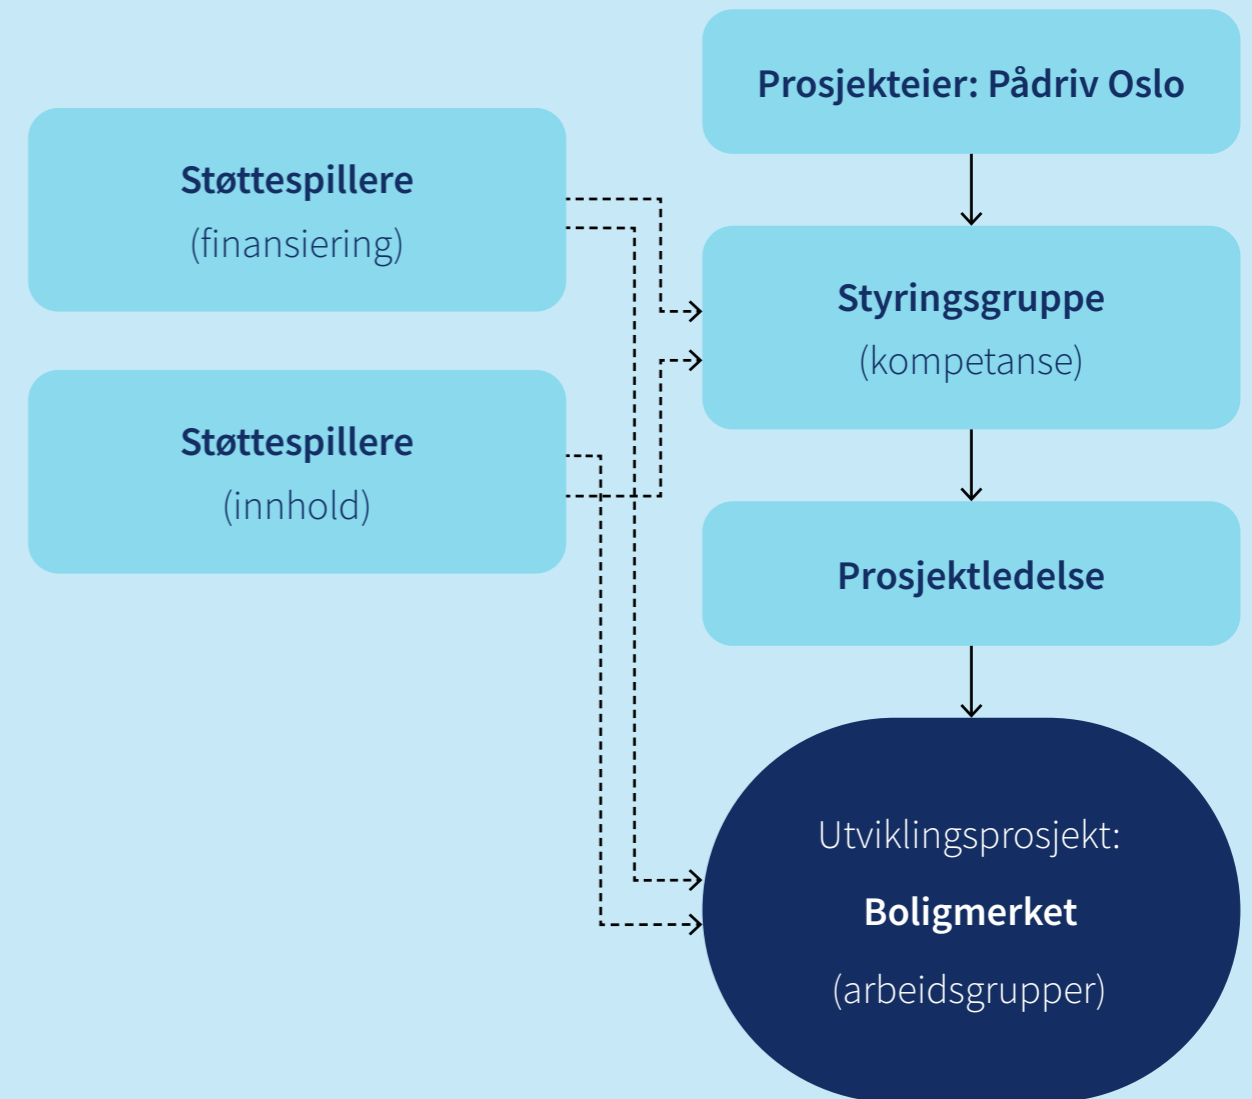 Prosjekteier: Pådriv Oslo
Støttespillere
(finansiering)
Styringsgruppe
(kompetanse)
Støttespillere
(innhold)
Prosjektledelse
Utviklingsprosjekt:
Boligmerket
(arbeidsgrupper)